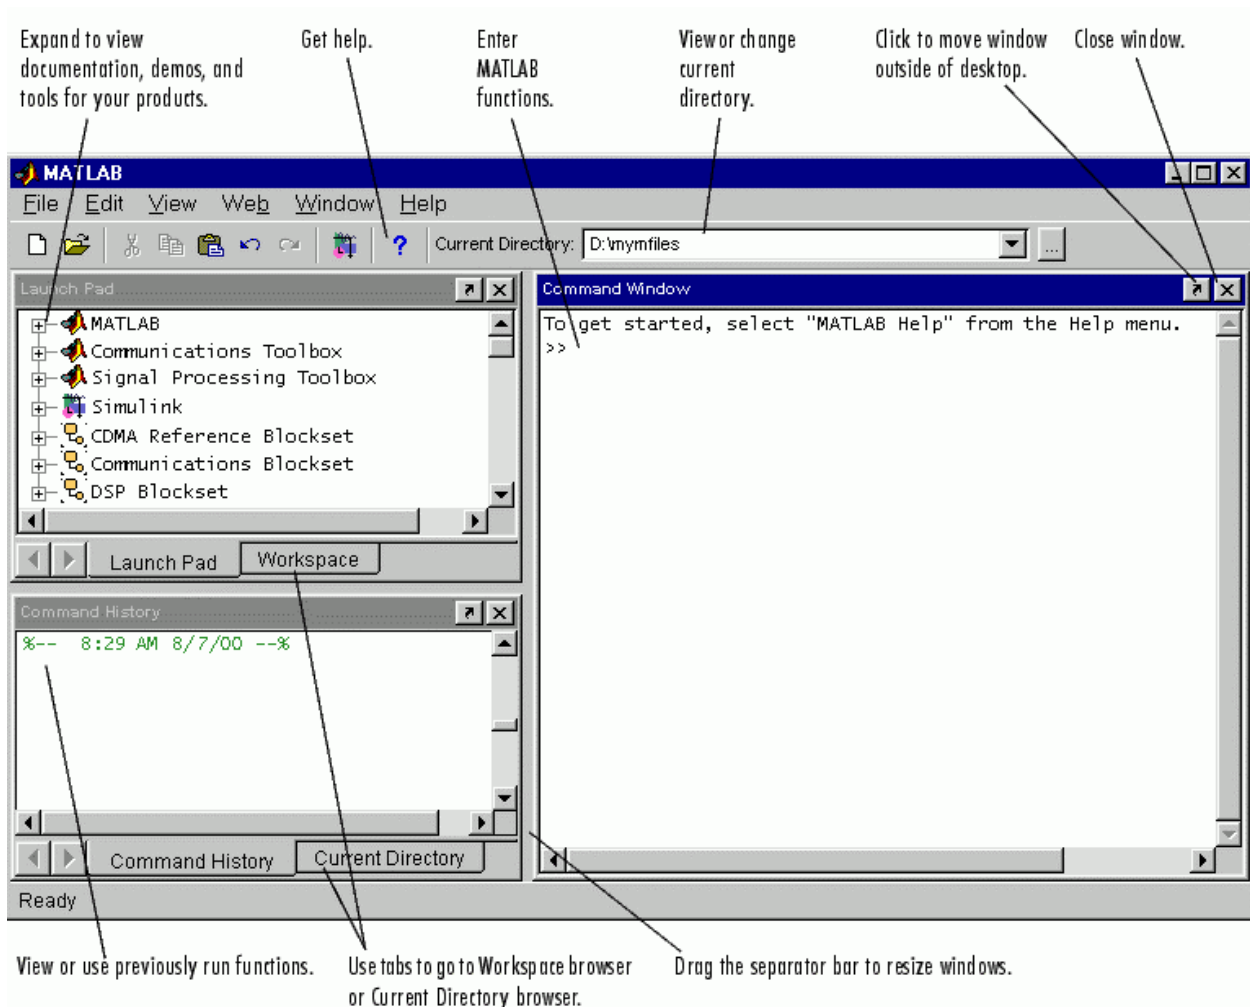 Expand to view
documentation, demos, and
tools for your products.
Get help.
Enter
MATLAB
functions.
View or change
current
directory.
Click to move window
outside of desktop.
Close window.
MATLAB
File Edit View Web Window Help
? Current Directory: D:\mymfiles ...
Launch Pad
MATLAB
Communications Toolbox
Signal Processing Toolbox
Simulink
CDMA Reference Blockset
Communications Blockset
DSP Blockset
Launch Pad Workspace
Command History
%-- 8:29 AM 8/7/00 --%
Command History Current Directory
Command Window
To get started, select "MATLAB Help" from the Help menu.
>>
Ready
View or use previously run functions.
Use tabs to go to Workspace browser
or Current Directory browser.
Drag the separator bar to resize windows.